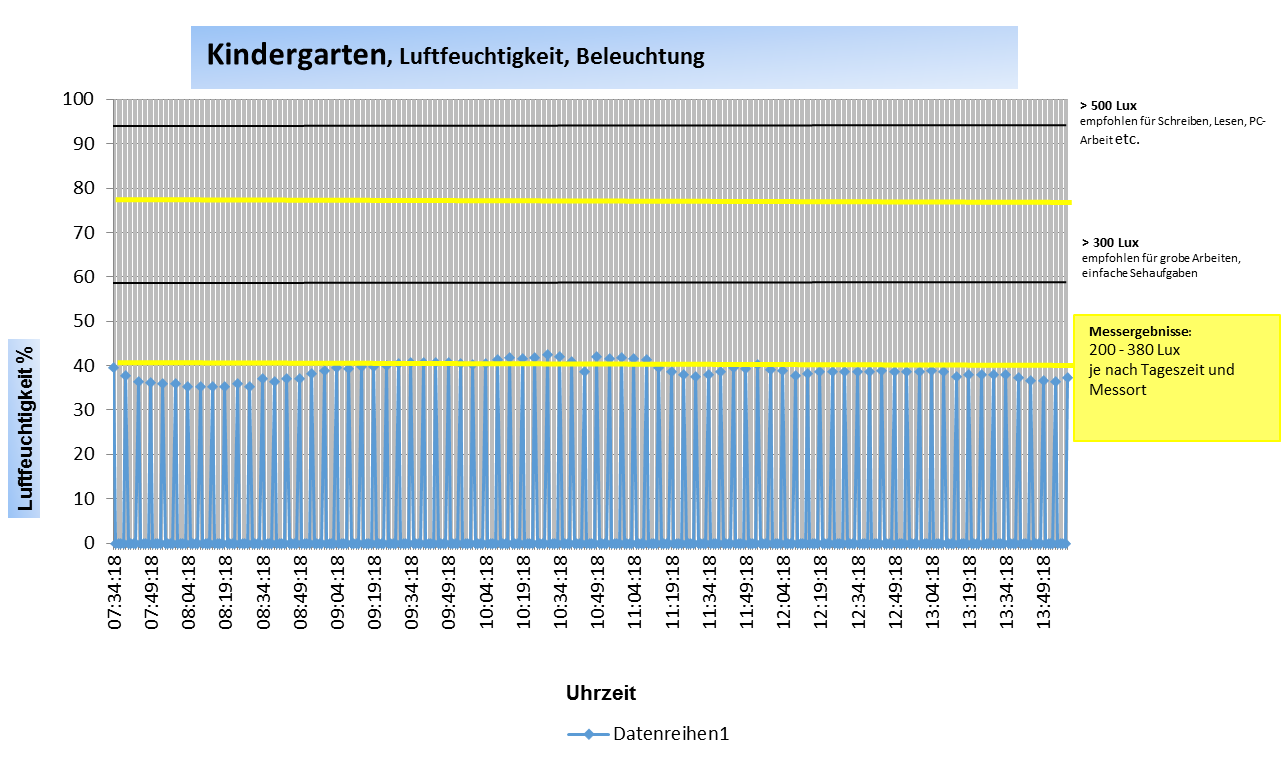 Kindergarten, Luftfeuchtigkeit, Beleuchtung
100
90
80
70
60
50
40
30
20
10
0
Luftfeuchtigkeit %
07:34:18
07:49:18
08:04:18
08:19:18
08:34:18
08:49:18
09:04:18
09:19:18
09:34:18
09:49:18
10:04:18
10:19:18
10:34:18
10:49:18
11:04:18
11:19:18
11:34:18
11:49:18
12:04:18
12:19:18
12:34:18
12:49:18
13:04:18
13:19:18
13:34:18
13:49:18
Uhrzeit
Datenreihen1
> 500 Lux
empfohlen für Schreiben, Lesen, PC-
Arbeit etc.
> 300 Lux
empfohlen für grobe Arbeiten,
einfache Sehaufgaben
Messergebnisse:
200 - 380 Lux
je nach Tageszeit und
Messort